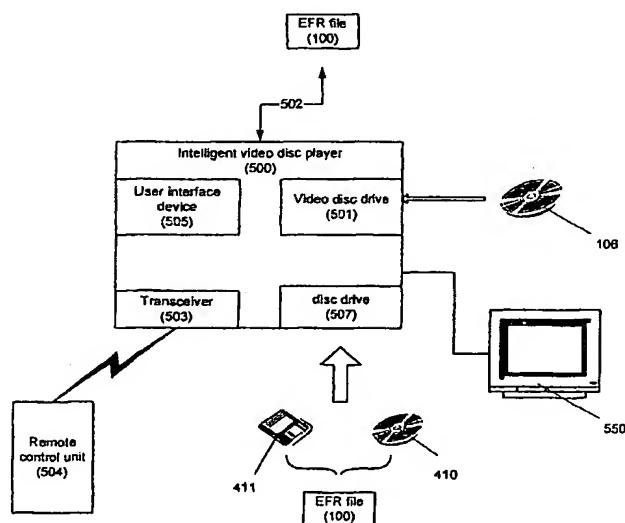 EFR file
(100)
502
Intelligent video disc player
(500)
User interface
device
(505)
Video disc drive
(501)
106
Transceiver
(503)
disc drive
(507)
550
Remote
control unit
(504)
411
410
EFR file
(100)